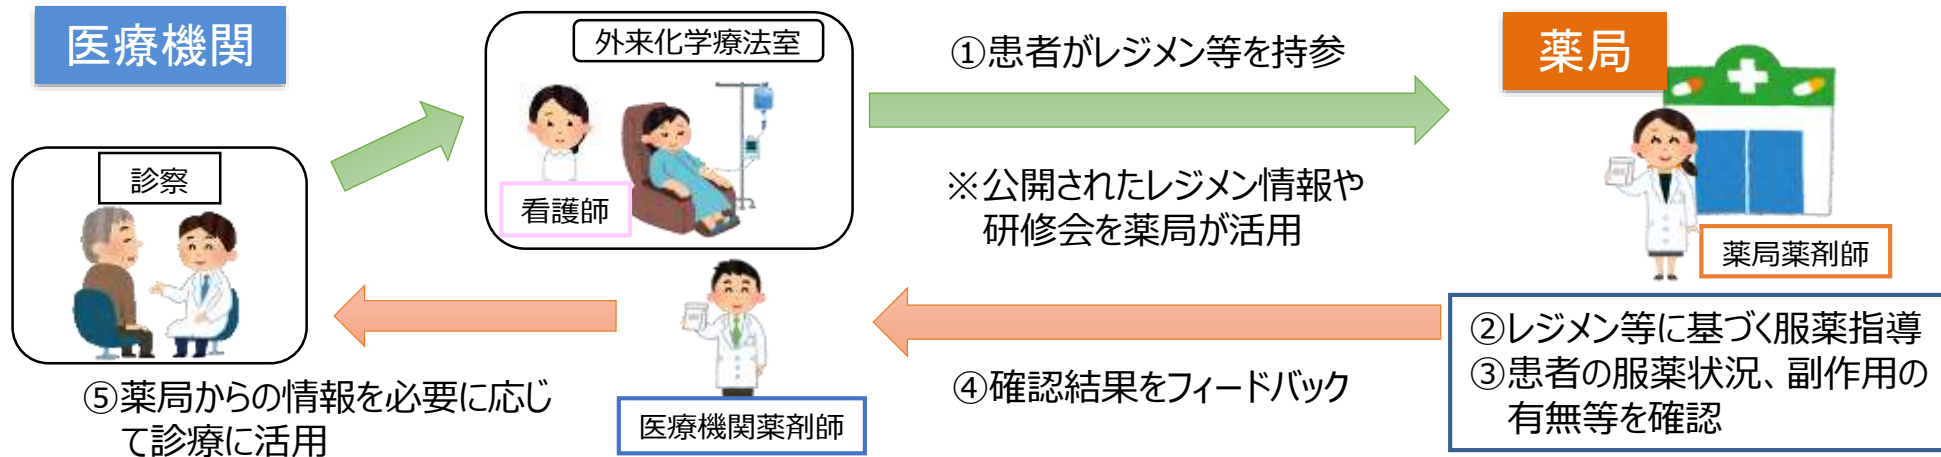 医療機関
外来化学療法室
看護師
診察
①患者がレジメン等を持参
※公開されたレジメン情報や
研修会を薬局が活用
薬局
薬局薬剤師
②レジメン等に基づく服薬指導
③患者の服薬状況、副作用の
有無等を確認
④確認結果をフィードバック
医療機関薬剤師
⑤薬局からの情報を必要に応じ
て診療に活用